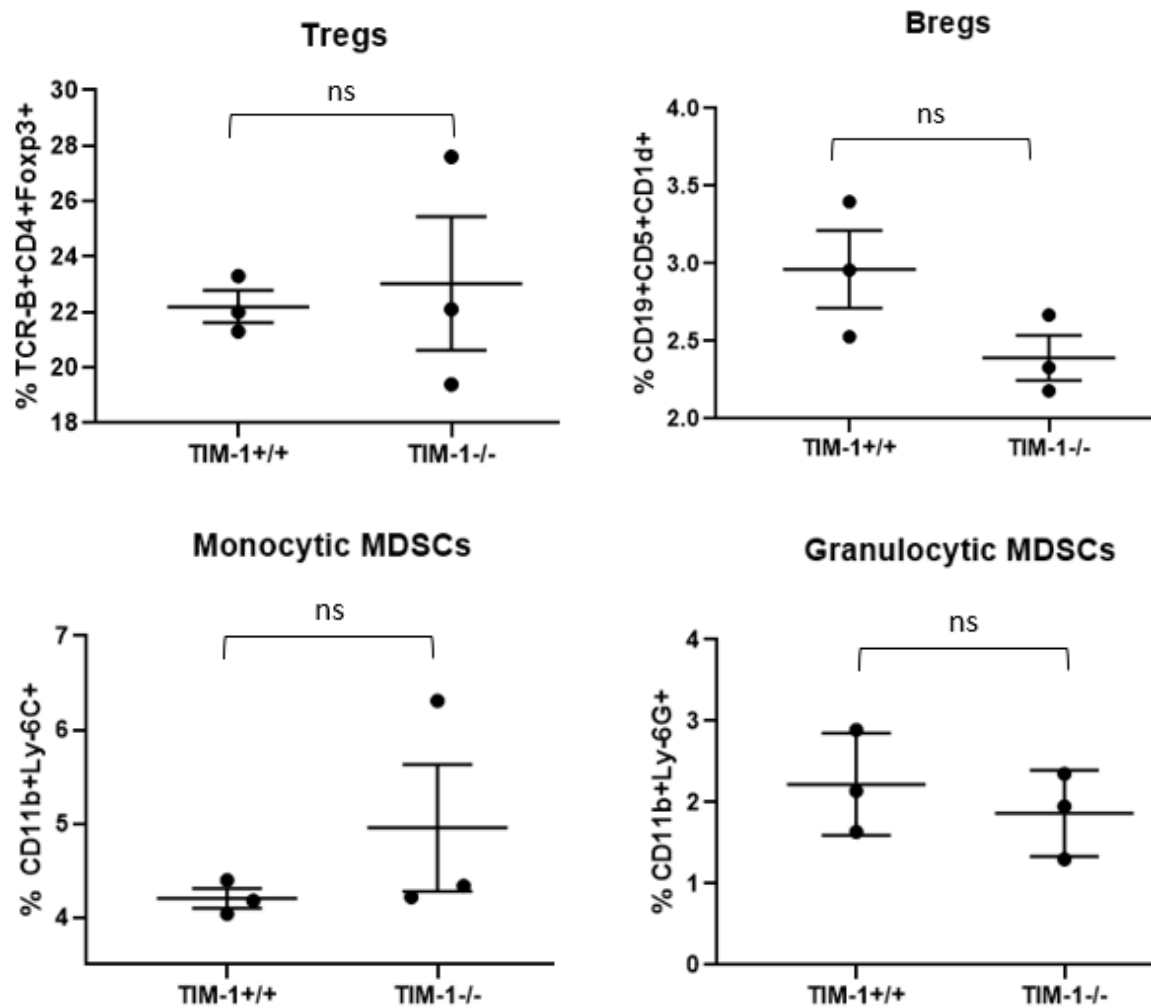 Tregs
% TCR-B+CD4+Foxp3+
30
28
26
24
22
20
18
ns
TIM-1+/+
TIM-1-/-
Bregs
% CD19+CD5+CD1d+
4.0
3.5
3.0
2.5
2.0
ns
TIM-1+/+
TIM-1-/-
Monocytic MDSCs
% CD11b+Ly-6C+
7
6
5
4
ns
TIM-1+/+
TIM-1-/-
Granulocytic MDSCs
% CD11b+Ly-6G+
4
3
2
1
0
ns
TIM-1+/+
TIM-1-/-